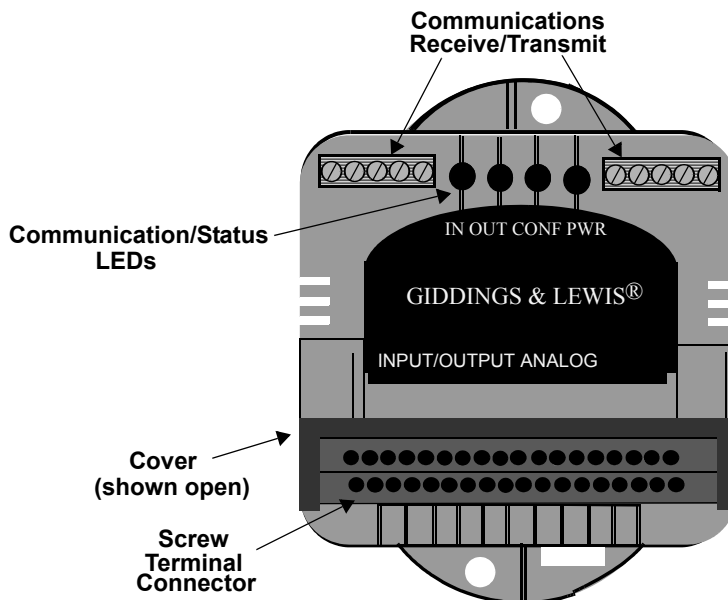 Communications
Receive/Transmit
Communication/Status
LEDs
IN OUT CONF PWR
GIDDINGS & LEWIS®
INPUT/OUTPUT ANALOG
Cover
(shown open)
Screw
Terminal
Connector